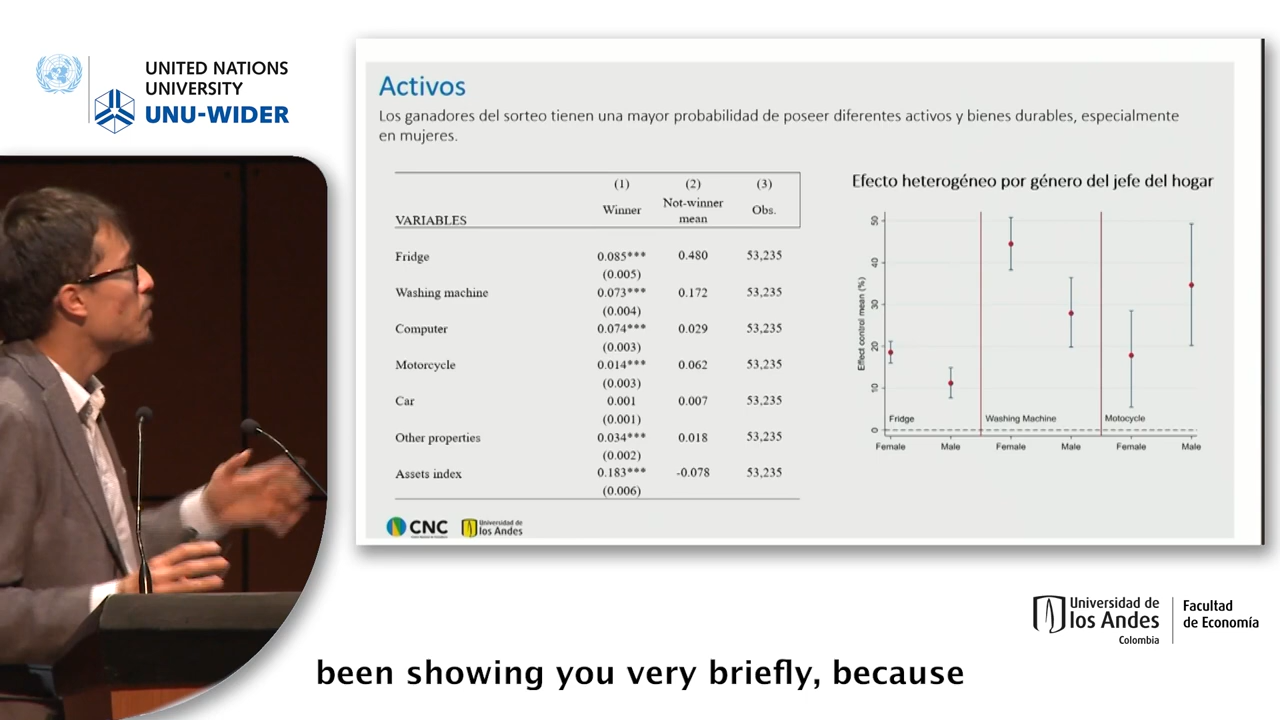 UNITED NATIONS
UNIVERSITY
UNU-WIDER
Activos
Los ganadores del sorteo tienen una mayor probabilidad de poseer diferentes activos y bienes durables, especialmente
en mujeres.
(1) (2) (3)
VARIABLES Winner Not-winner mean Obs.
Fridge 0.085*** 0.480 53,235
(0.005)
Washing machine 0.073*** 0.172 53,235
(0.004)
Computer 0.074*** 0.029 53,235
(0.003)
Motorcycle 0.014*** 0.062 53,235
(0.003)
Car 0.001 0.007 53,235
(0.001)
Other properties 0.034*** 0.018 53,235
(0.002)
Assets index 0.183*** -0.078 53,235
(0.006)
Efecto heterogéneo por género del jefe del hogar
Effect control mean (%)
50
40
30
20
10
0
Fridge Washing Machine Motocycle
Female Male Female Male Female Male
CNC
Universidad de
los Andes
Universidad de
los Andes
Colombia
Facultad
de Economía
been showing you very briefly, because